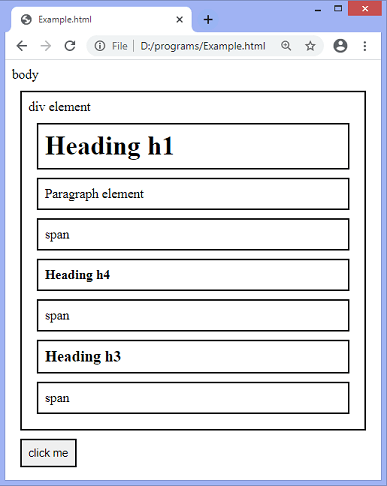 Example.html
File | D:/programs/Example.html
body
div element
Heading h1
Paragraph element
span
Heading h4
span
Heading h3
span
click me